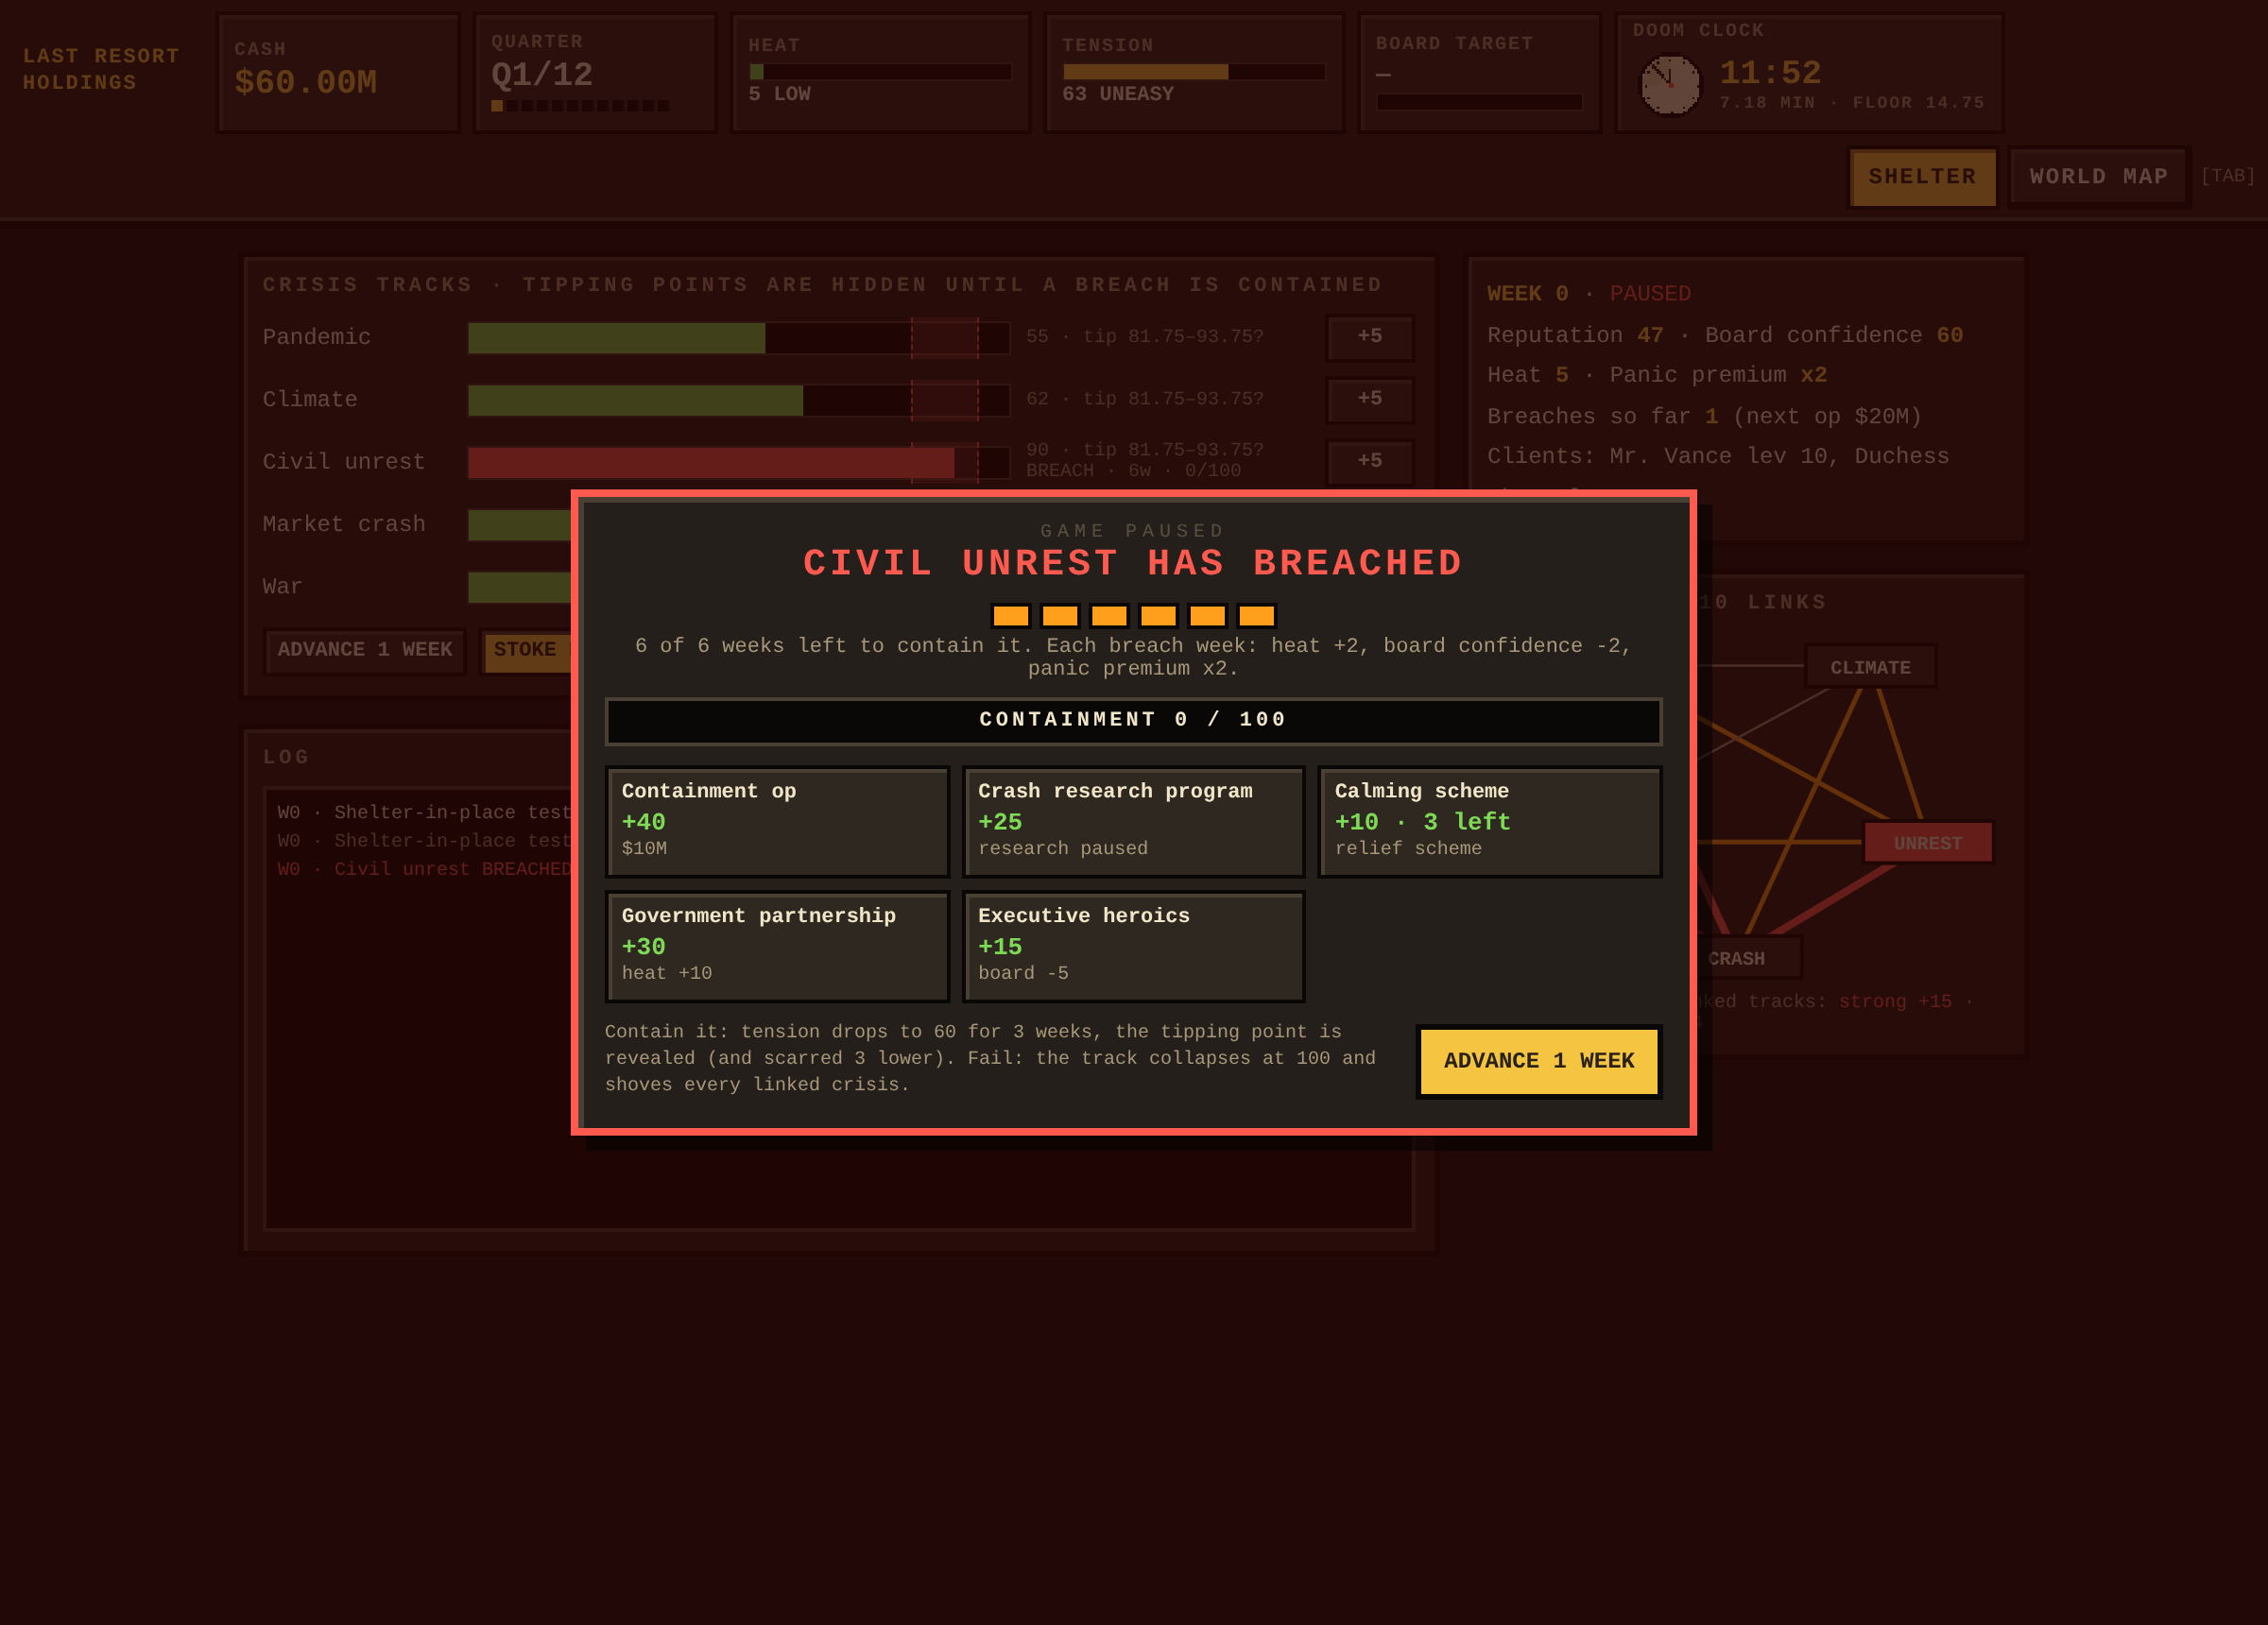 LAST RESORT
HOLDINGS
CASH
$60.00M
QUARTER
Q1/12
HEAT
5 LOW
TENSION
63 UNEASY
BOARD TARGET
—
DOOM CLOCK
11:52
7.18 MIN · FLOOR 14.75
SHELTER
WORLD MAP
[TAB]
CRISIS TRACKS · TIPPING POINTS ARE HIDDEN UNTIL A BREACH IS CONTAINED
Pandemic
55 · tip 81.75–93.75?
+5
Climate
62 · tip 81.75–93.75?
+5
Civil unrest
90 · tip 81.75–93.75?
BREACH · 6w · 0/100
+5
Market crash
War
ADVANCE 1 WEEK
STOKE
WEEK 0 · PAUSED
Reputation 47 · Board confidence 60
Heat 5 · Panic premium x2
Breaches so far 1 (next op $20M)
Clients: Mr. Vance lev 10, Duchess
10 LINKS
CLIMATE
UNREST
CRASH
tracks: strong +15 ·
LOG
W0 · Shelter-in-place test
W0 · Shelter-in-place test
W0 · Civil unrest BREACHED
GAME PAUSED
CIVIL UNREST HAS BREACHED
6 of 6 weeks left to contain it. Each breach week: heat +2, board confidence -2,
panic premium x2.
CONTAINMENT 0 / 100
Containment op
+40
$10M
Crash research program
+25
research paused
Calming scheme
+10 · 3 left
relief scheme
Government partnership
+30
heat +10
Executive heroics
+15
board -5
Contain it: tension drops to 60 for 3 weeks, the tipping point is
revealed (and scarred 3 lower). Fail: the track collapses at 100 and
shoves every linked crisis.
ADVANCE 1 WEEK